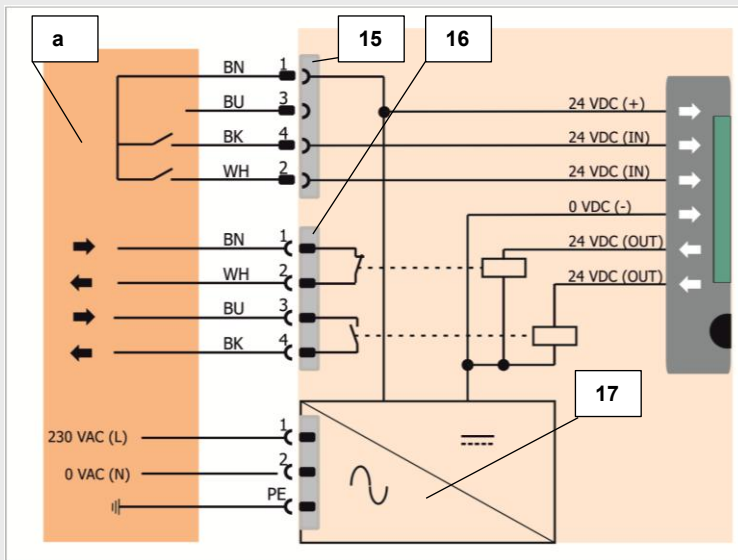 a
15
16
BN 1
BU 3
24 VDC (+)
BK 4
24 VDC (IN)
WH 2
24 VDC (IN)
0 VDC (-)
BN 1
24 VDC (OUT)
WH 2
24 VDC (OUT)
BU 3
BK 4
17
230 VAC (L) 1
0 VAC (N) 2
PE